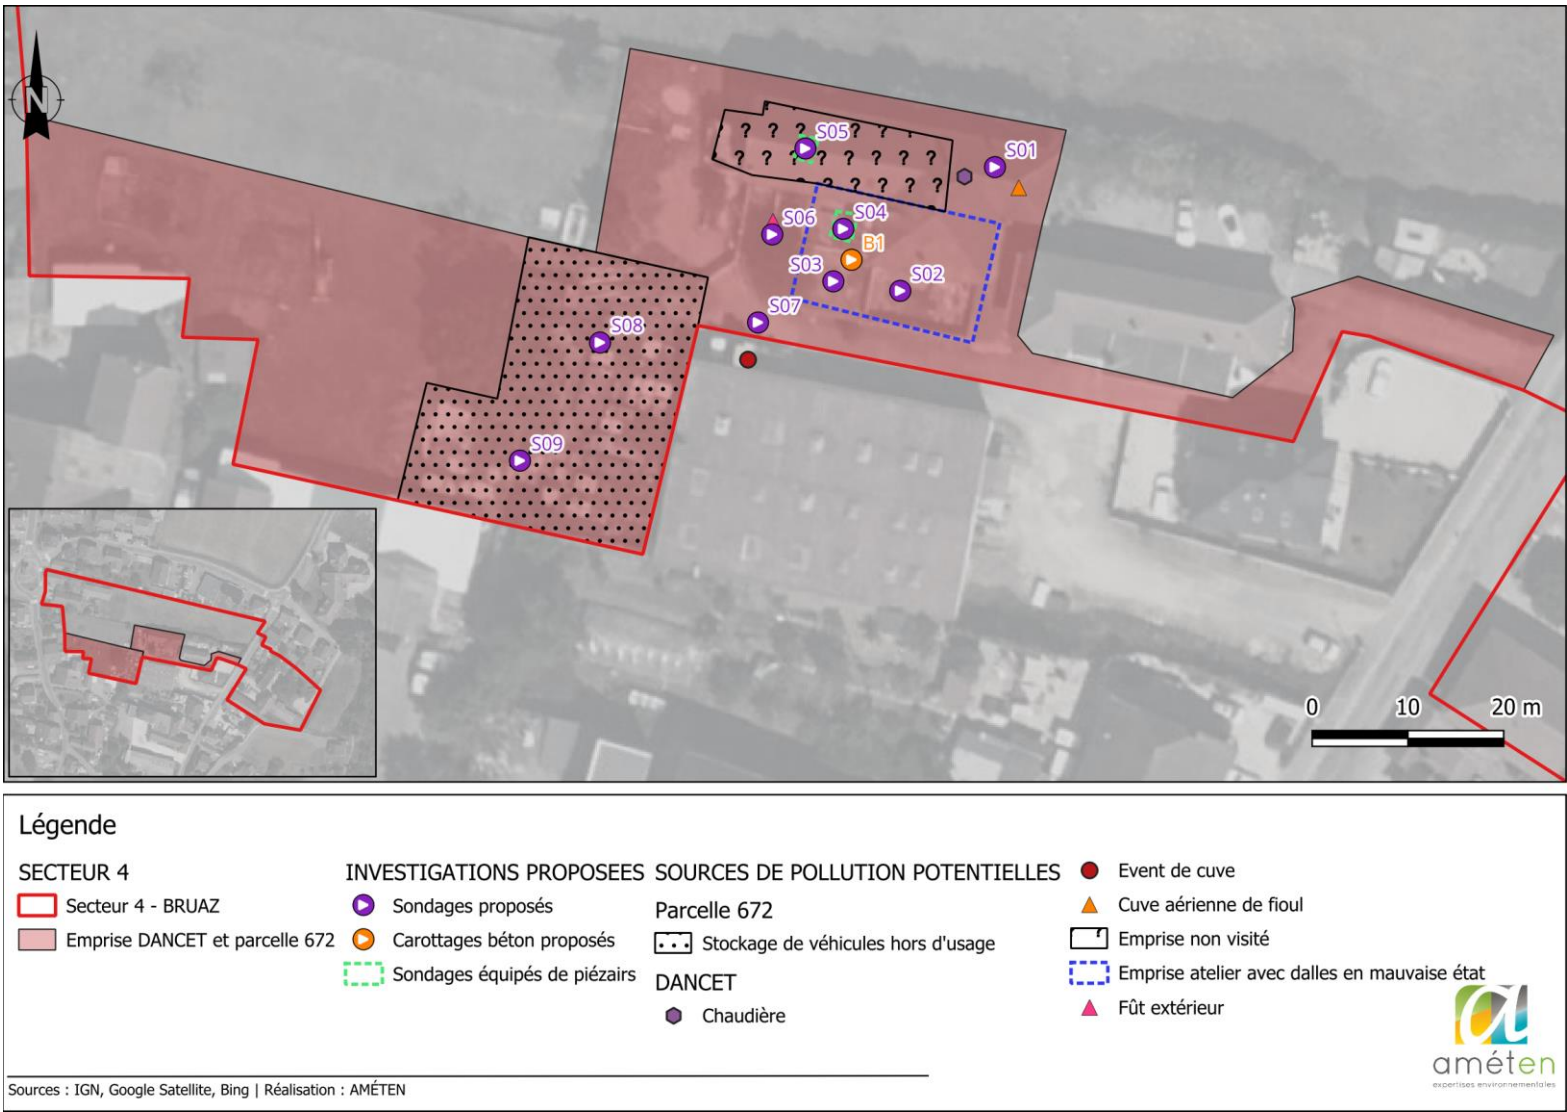 N
S05
S01
S06
S04
B1
S03
S02
S07
S08
S09
0 10 20 m
Légende
SECTEUR 4
Secteur 4 - BRUAZ
Emprise DANCET et parcelle 672
INVESTIGATIONS PROPOSEES
Sondages proposés
Carottages béton proposés
Sondages équipés de piézairs
SOURCES DE POLLUTION POTENTIELLES
Parcelle 672
Stockage de véhicules hors d'usage
DANCET
Chaudière
Event de cuve
Cuve aérienne de fioul
Emprise non visité
Emprise atelier avec dalles en mauvaise état
Fût extérieur
améten
expertises environnementales
Sources : IGN, Google Satellite, Bing | Réalisation : AMÉTEN